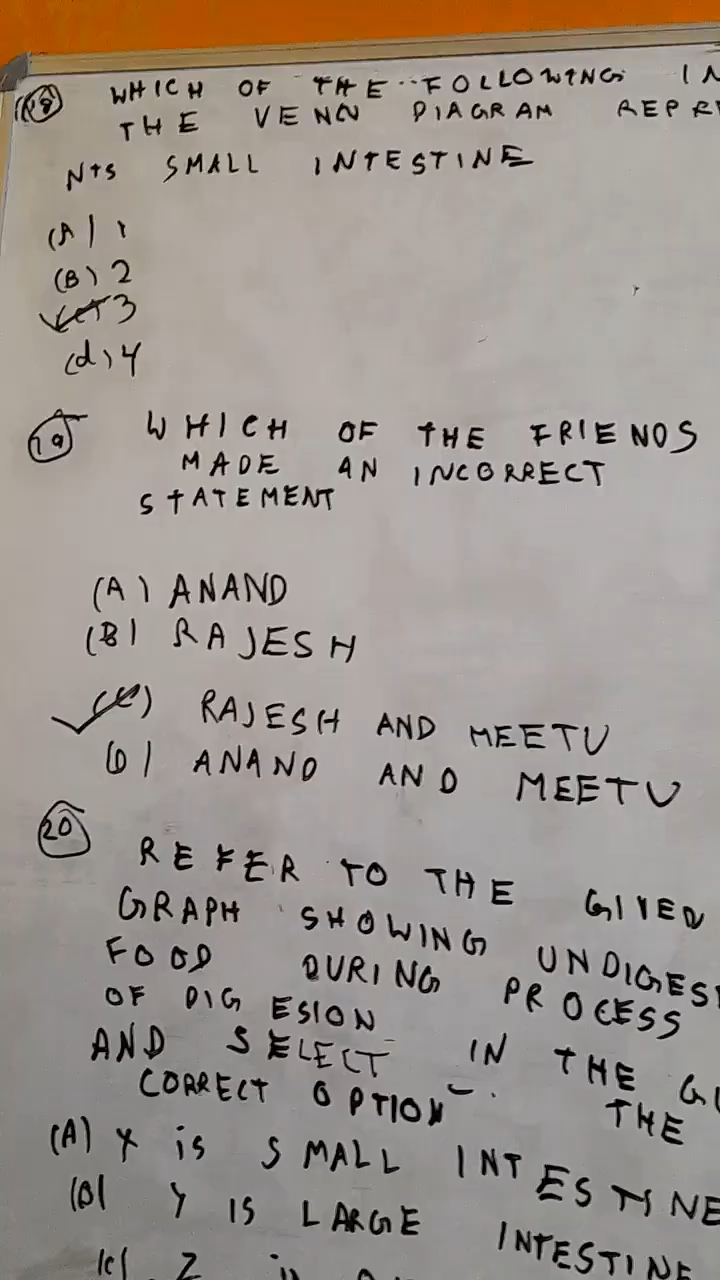 (18) WHICH OF THE FOLLOWING IN
THE VENN DIAGRAM REPRE
NTS SMALL INTESTINE
(A) 1
(B) 2
(C) 3
(d) 4
(19) WHICH OF THE FRIENDS
MADE AN INCORRECT
STATEMENT
(A) ANAND
(B) RAJESH
(C) RAJESH AND MEETU
(D) ANAND AND MEETU
(20) REFER TO THE GIVEN
GRAPH SHOWING UNDIGEST
FOOD DURING PROCESS
OF DIGESION IN THE GU
AND SELECT THE
CORRECT OPTION -.
(A) X is SMALL INTESTINE
(B) Y IS LARGE INTESTINE
(C) Z is